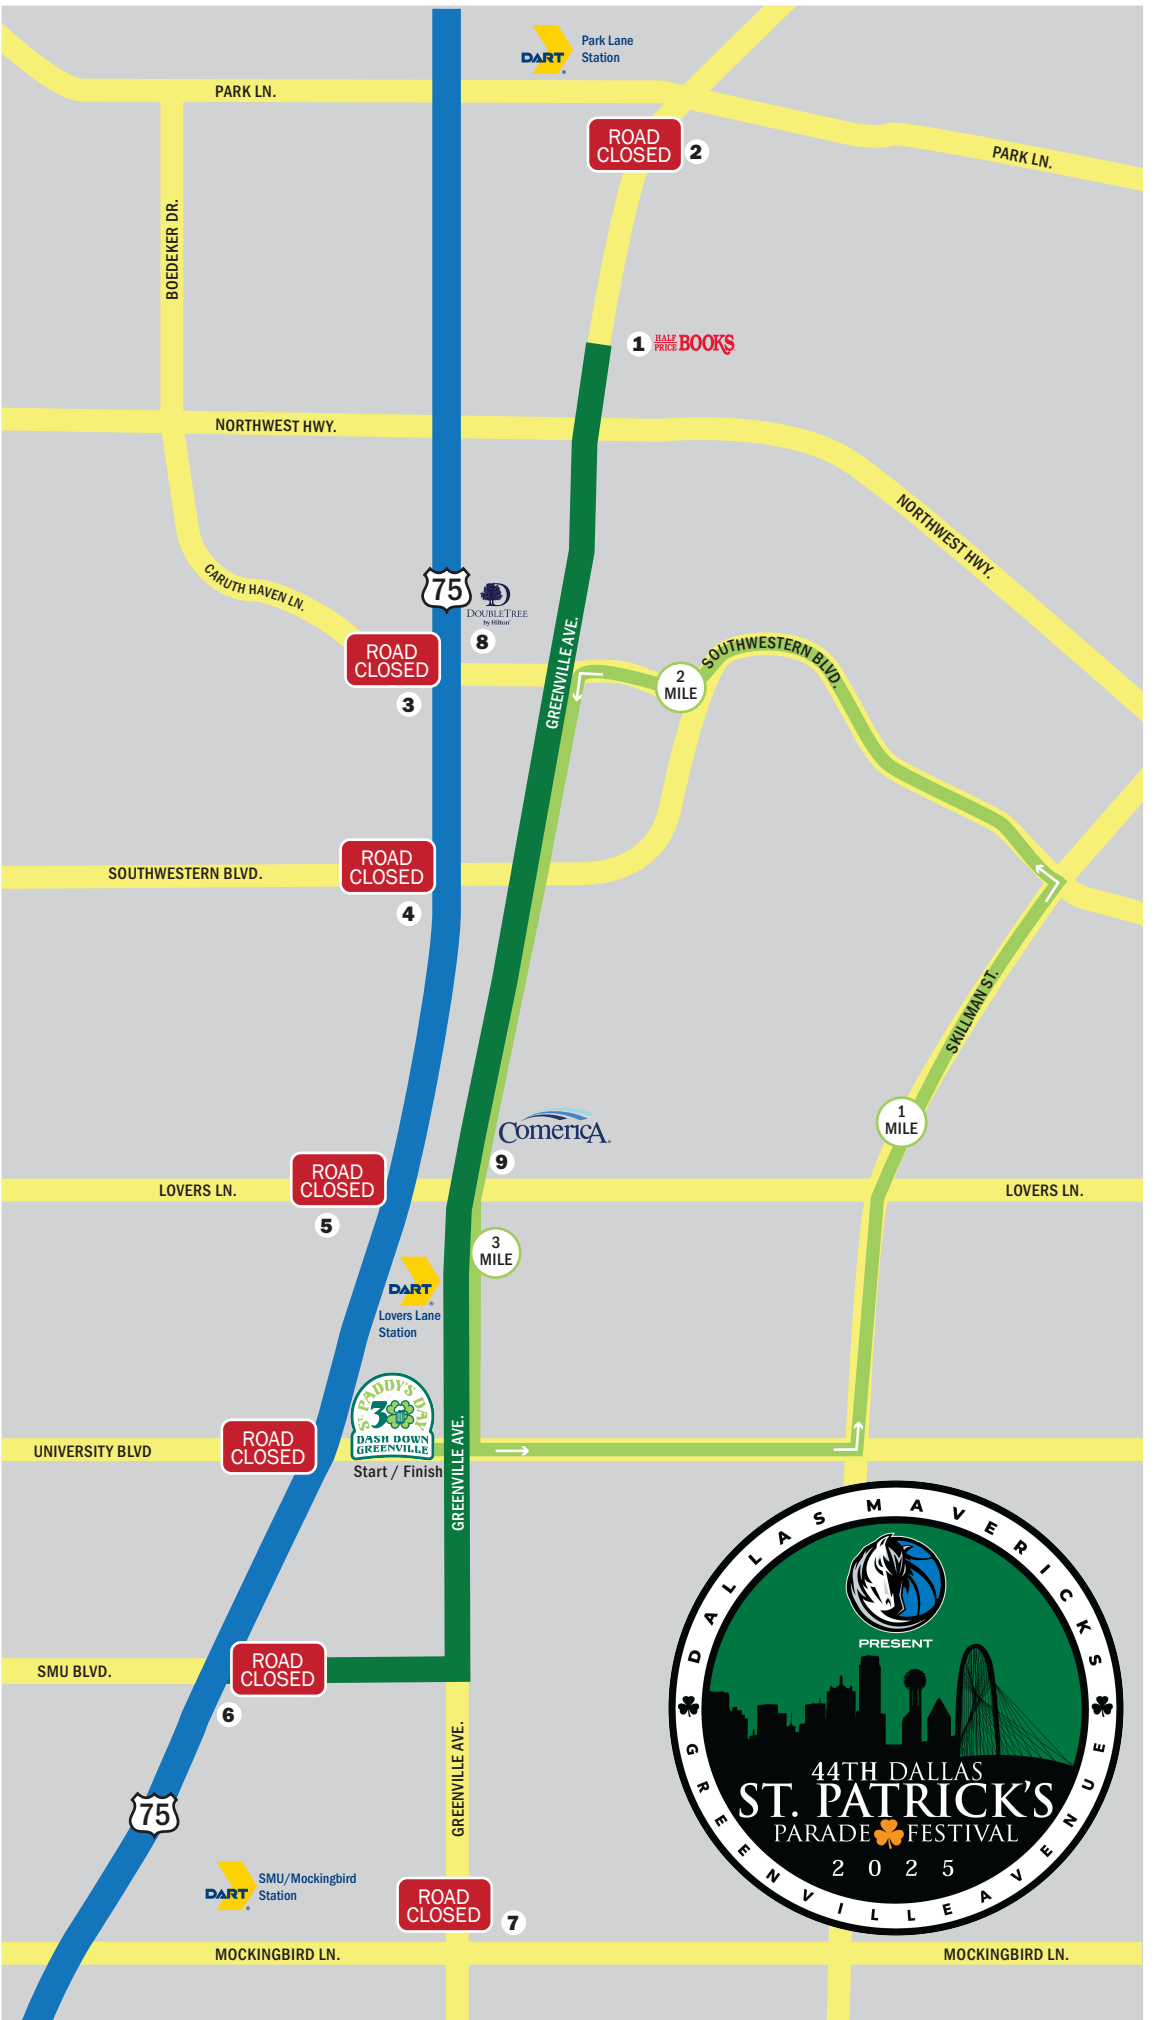 DART
Park Lane
Station
PARK LN.
ROAD
CLOSED
2
PARK LN.
BOEDEKER DR.
1
HALF
PRICE
BOOKS
NORTHWEST HWY.
NORTHWEST HWY.
CARUTH HAVEN LN.
75
DOUBLETREE
by Hilton
8
GREENVILLE AVE.
SOUTHWESTERN BLVD.
ROAD
CLOSED
3
2
MILE
SOUTHWESTERN BLVD.
ROAD
CLOSED
4
SKILLMAN ST.
1
MILE
Comerica
9
LOVERS LN.
ROAD
CLOSED
5
LOVERS LN.
3
MILE
DART
Lovers Lane
Station
ST. PADDY'S DAY
30
DASH DOWN
GREENVILLE
Start / Finish
UNIVERSITY BLVD
ROAD
CLOSED
GREENVILLE AVE.
SMU BLVD.
ROAD
CLOSED
6
75
GREENVILLE AVE.
DART
SMU/Mockingbird
Station
ROAD
CLOSED
7
MOCKINGBIRD LN.
MOCKINGBIRD LN.
DALLAS MAVERICKS
PRESENT
44TH DALLAS
ST. PATRICK'S
PARADE FESTIVAL
2025
GREENVILLE AVENUE